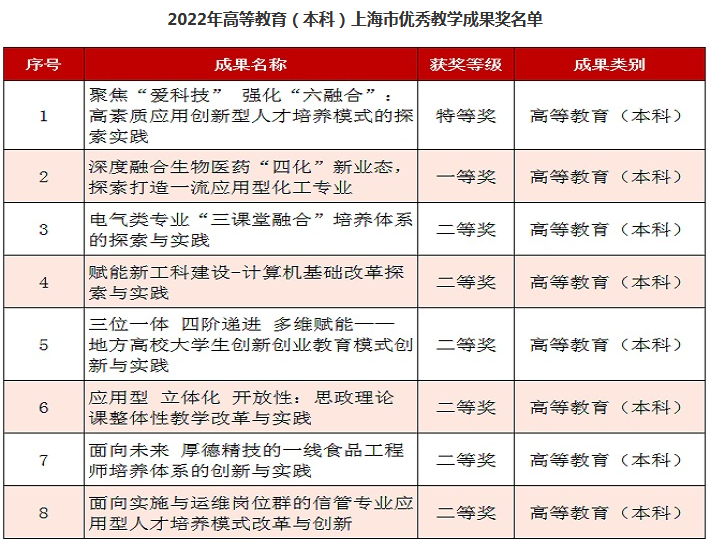 2022年高等教育（本科）上海市优秀教学成果奖名单
序号 成果名称 获奖等级 成果类别
聚焦“爱科技” 强化“六融合”：
1 高素质应用创新型人才培养模式的探 特等奖 高等教育（本科）
索实践
深度融合生物医药“四化”新业态，
2 探索打造一流应用型化工专业 一等奖 高等教育（本科）
电气类专业“三课堂融合”培养体系
3 的探索与实践 二等奖 高等教育（本科）
赋能新工科建设-计算机基础改革探
4 索与实践 二等奖 高等教育（本科）
三位一体 四阶递进 多维赋能——
5 地方高校大学生创新创业教育模式创 二等奖 高等教育（本科）
新与实践
应用型 立体化 开放性：思政理论
6 课整体性教学改革与实践 二等奖 高等教育（本科）
面向未来 厚德精技的一线食品工程
7 师培养体系的创新与实践 二等奖 高等教育（本科）
面向实施与运维岗位群的信管专业应
8 用型人才培养模式改革与创新 二等奖 高等教育（本科）